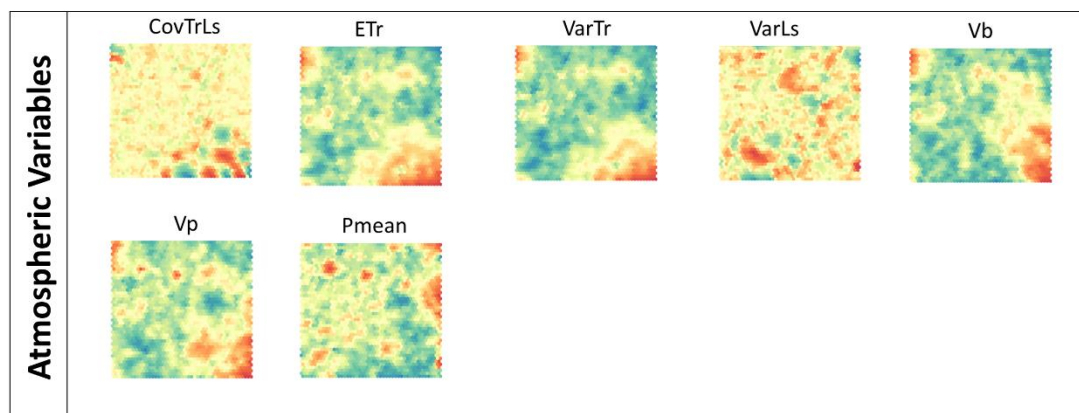 Atmospheric Variables
CovTrLs
ETr
VarTr
VarLs
Vb
Vp
Pmean